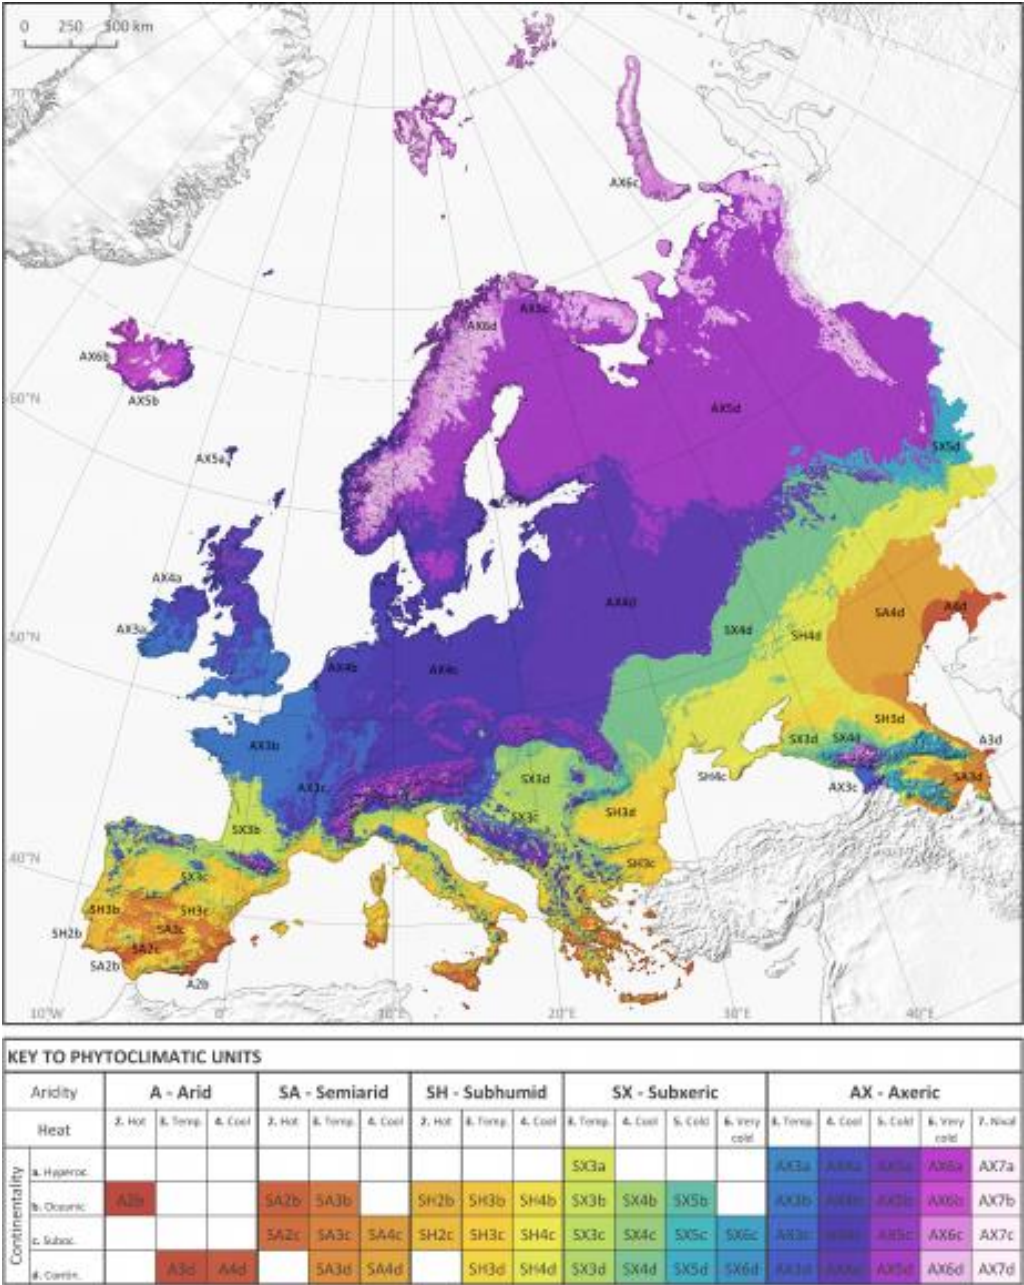 0 250 500 km
70°N
AX6c
AX6b
AX5c
AX6d
AX5b
60°N
AX5d
SX5d
AX5a
AX4a
AX3a
AX4d
SA4d
A4d
50°N
SX4d
SH4d
AX4b
AX4c
AX3b
SH3d
SX3d
SX4d
A3d
SX3d
SH4c
AX3c
SA3d
AX3c
SX3b
SX3c
SH3d
40°N
SH3c
SX3c
SH3b
SH3c
SH2b
SA3c
SA2c
SA2b
A2b
10°W
0°
10°E
20°E
30°E
40°E
KEY TO PHYTOCLIMATIC UNITS
Aridity A - Arid SA - Semiarid SH - Subhumid SX - Subxeric AX - Axeric
Heat 2. Hot 3. Temp. 4. Cool 2. Hot 3. Temp. 4. Cool 2. Hot 3. Temp. 4. Cool 3. Temp. 4. Cool 5. Cold 6. Very cold 3. Temp. 4. Cool 5. Cold 6. Very cold 7. Nival
Continentality
a. Hyperoc. SX3a AX3a AX4a AX5a AX6a AX7a
b. Oceanic A2b SA2b SA3b SH2b SH3b SH4b SX3b SX4b SX5b AX3b AX4b AX5b AX6b AX7b
c. Suboc. SA2c SA3c SA4c SH2c SH3c SH4c SX3c SX4c SX5c SX6c AX3c AX4c AX5c AX6c AX7c
d. Contin. A3d A4d SA3d SA4d SH3d SH4d SX3d SX4d SX5d SX6d AX3d AX4d AX5d AX6d AX7d